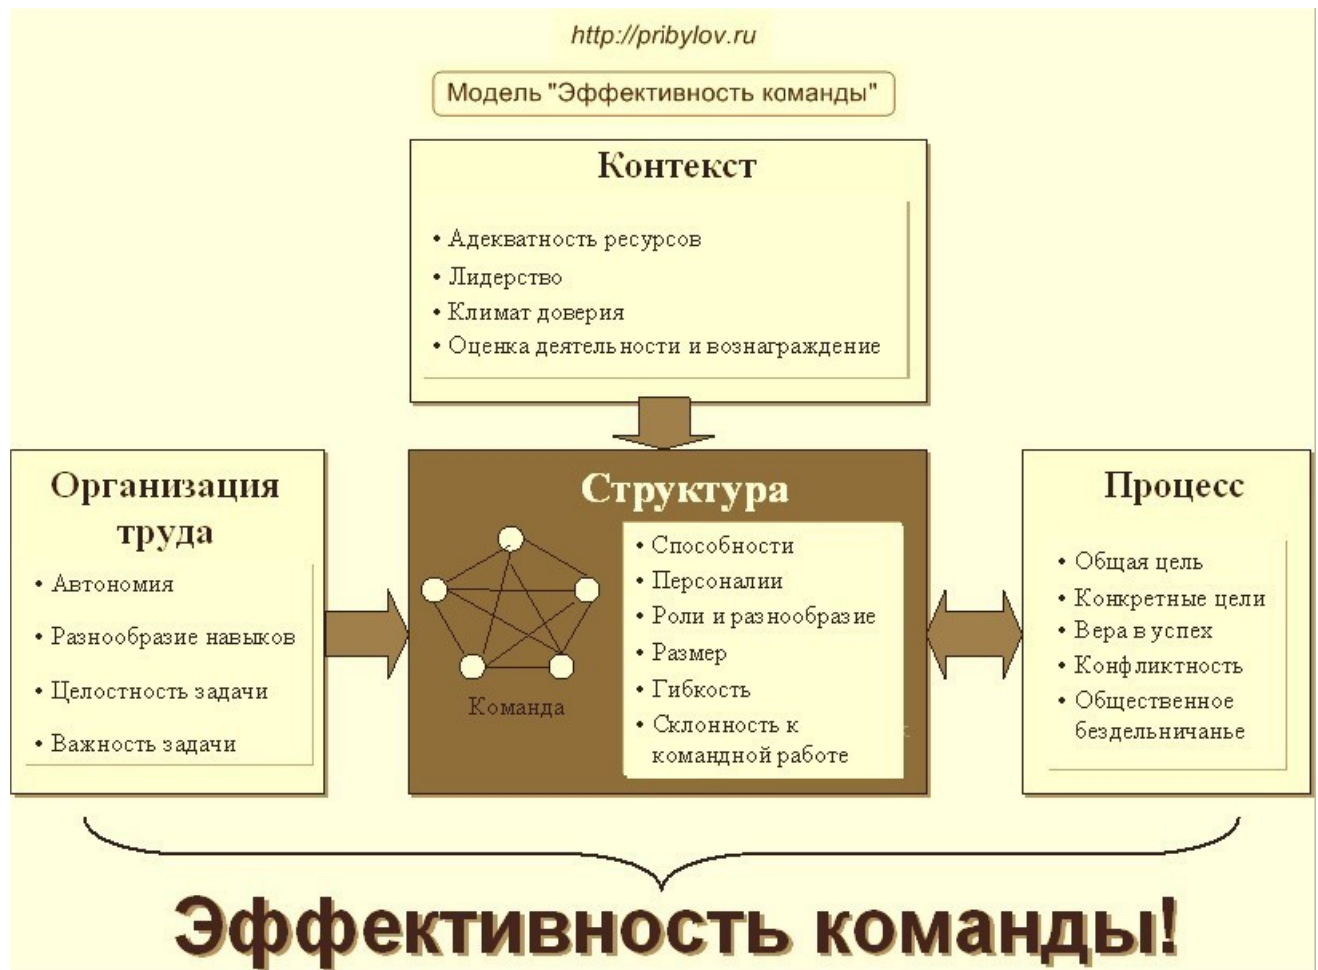 http://pribylov.ru
Модель "Эффективность команды"
Контекст
• Адекватность ресурсов
• Лидерство
• Климат доверия
• Оценка деятельности и вознаграждение
Организация
труда
• Автономия
• Разнообразие навыков
• Целостность задачи
• Важность задачи
Структура
Команда
• Способности
• Персоналии
• Роли и разнообразие
• Размер
• Гибкость
• Склонность к
командной работе
Процесс
• Общая цель
• Конкретные цели
• Вера в успех
• Конфликтность
• Общественное
бездельничанье
Эффективность команды!